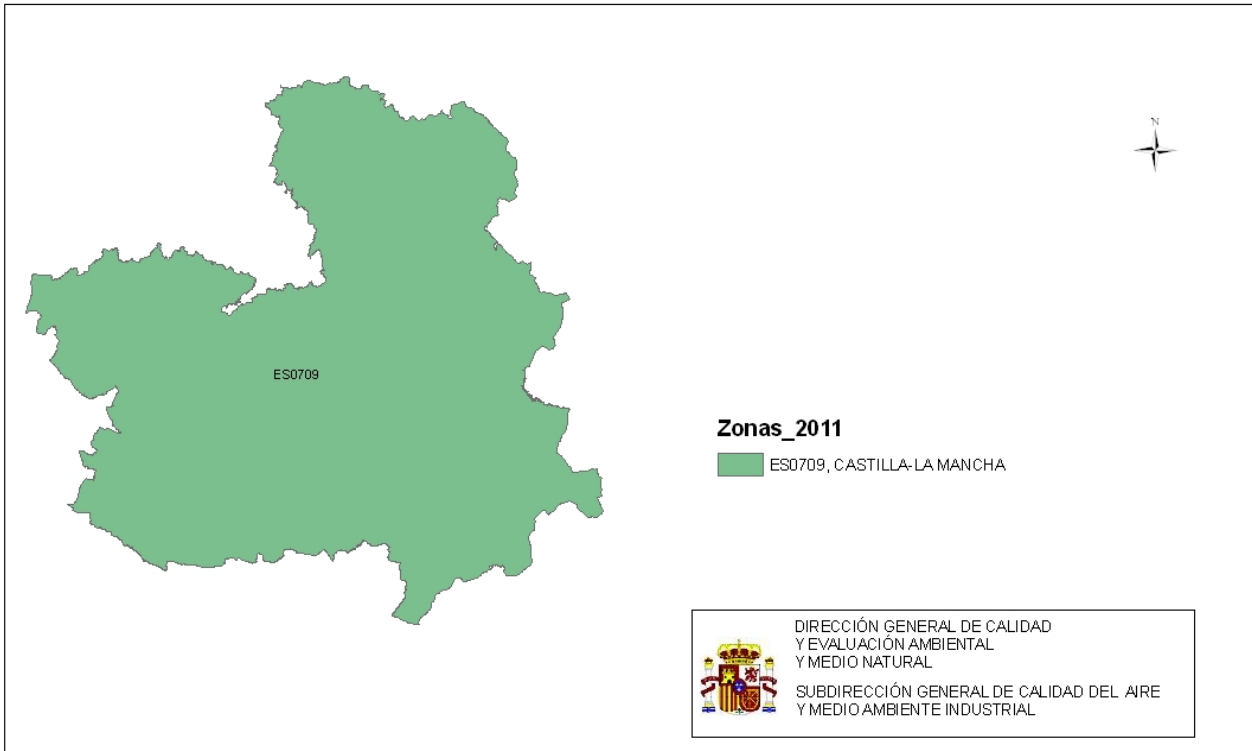 N
ES0709
Zonas_2011
ES0709, CASTILLA-LA MANCHA
DIRECCIÓN GENERAL DE CALIDAD
Y EVALUACIÓN AMBIENTAL
Y MEDIO NATURAL
SUBDIRECCIÓN GENERAL DE CALIDAD DEL AIRE
Y MEDIO AMBIENTE INDUSTRIAL